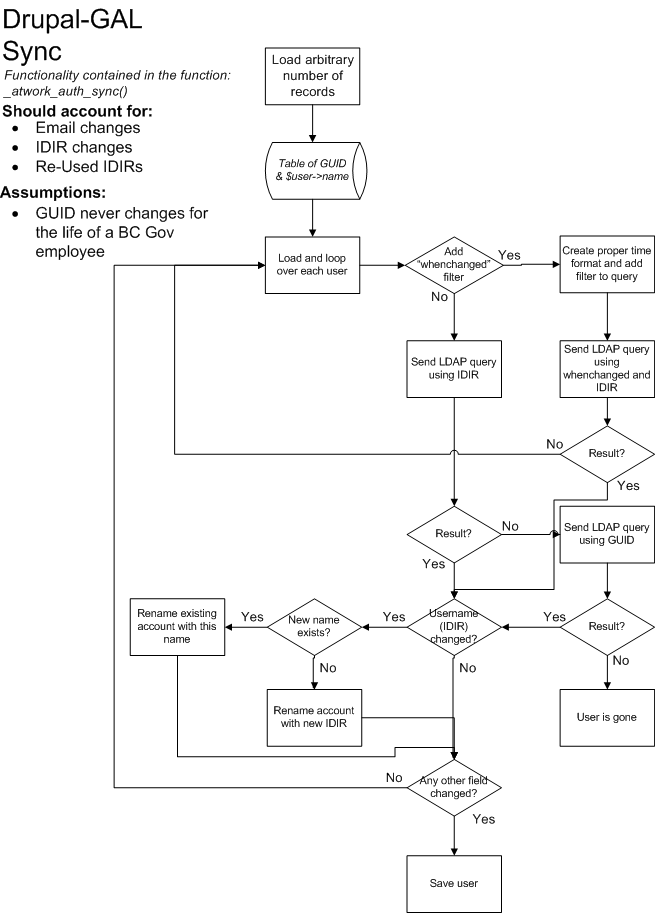 Drupal-GAL
Sync
Functionality contained in the function:
_atwork_auth_sync()
Should account for:
• Email changes
• IDIR changes
• Re-Used IDIRs
Assumptions:
• GUID never changes for
the life of a BC Gov
employee
Load arbitrary
number of
records
Table of GUID
& $user->name
Load and loop
over each user
Add
"whenchanged"
filter
Yes
No
Create proper time
format and add
filter to query
Send LDAP query
using IDIR
Send LDAP query
using
whenchanged and
IDIR
Result?
No
Yes
Result?
No
Yes
Send LDAP query
using GUID
Result?
Yes
No
User is gone
Username
(IDIR)
changed?
Yes
No
New name
exists?
Yes
No
Rename existing
account with this
name
Rename account
with new IDIR
Any other field
changed?
No
Yes
Save user